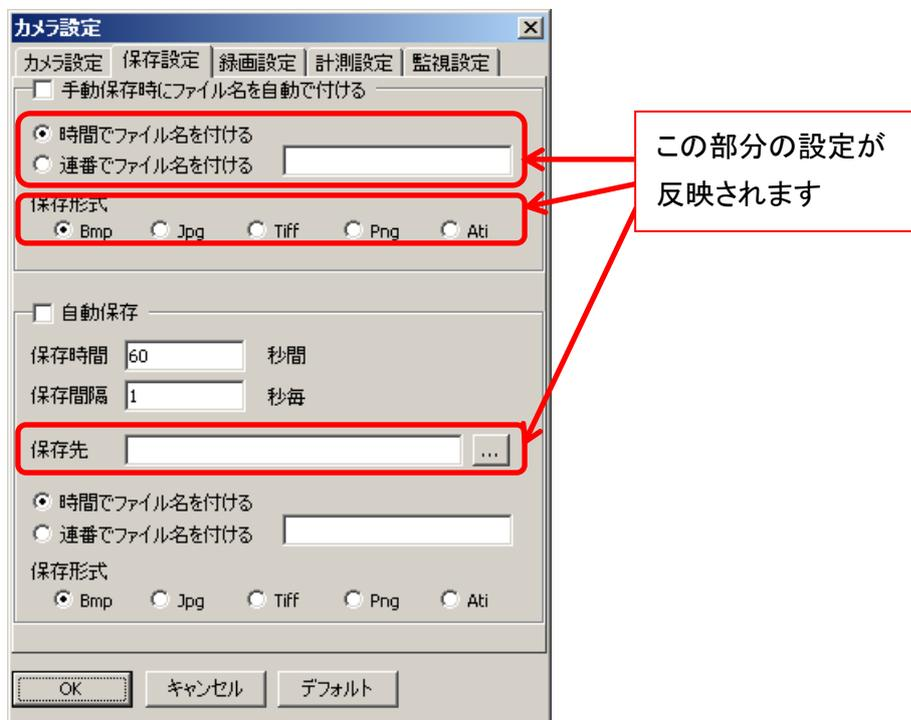 カメラ設定
カメラ設定 保存設定 録画設定 計測設定 監視設定
手動保存時にファイル名を自動で付ける
時間でファイル名を付ける
連番でファイル名を付ける
保存形式
Bmp Jpg Tiff Png Ati
この部分の設定が
反映されます
自動保存
保存時間 60 秒間
保存間隔 1 秒毎
保存先 ...
時間でファイル名を付ける
連番でファイル名を付ける
保存形式
Bmp Jpg Tiff Png Ati
OK キャンセル デフォルト